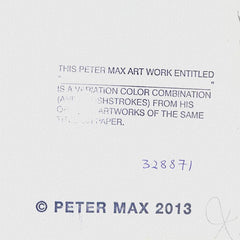 THIS PETER MAX ART WORK ENTITLED
"
IS A VARIATION COLOR COMBINATION
FROM HIS
ARTWORKS OF THE SAME
PAPER.
328871
© PETER MAX 2013